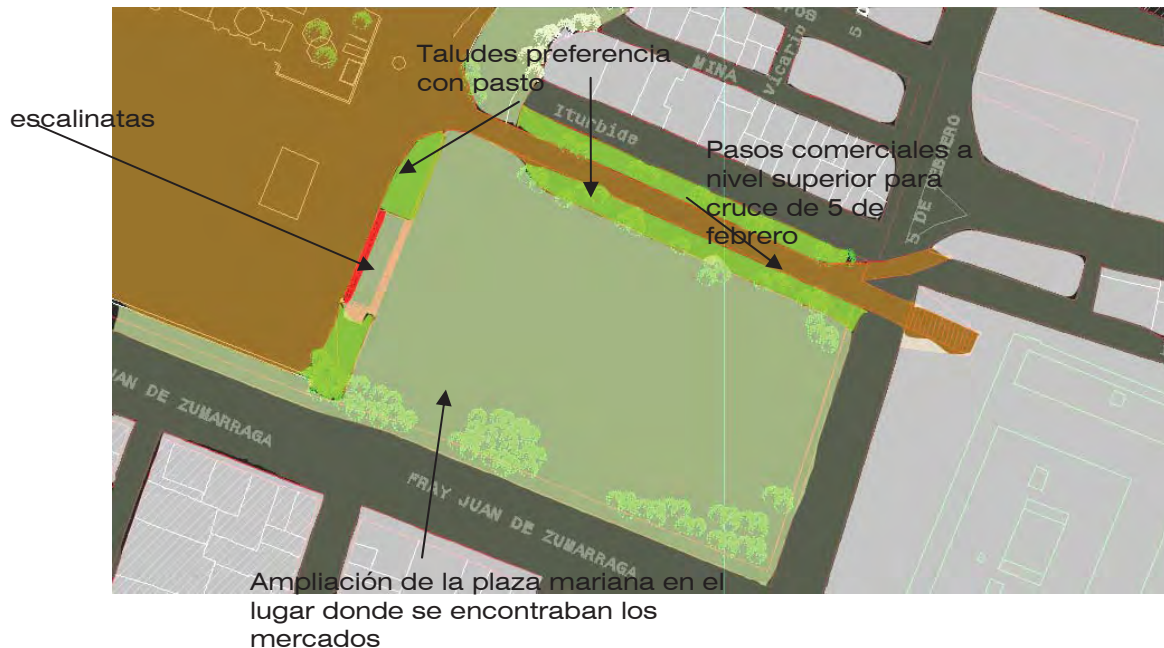 Taludes preferencia
con pasto
escalinatas
MINA
vicario
5
Iturbide
5 DE FEBRERO
Pasos comerciales a
nivel superior para
cruce de 5 de
febrero
JUAN DE ZUMARRAGA
FRAY JUAN DE ZUMARRAGA
Ampliación de la plaza mariana en el
lugar donde se encontraban los
mercados